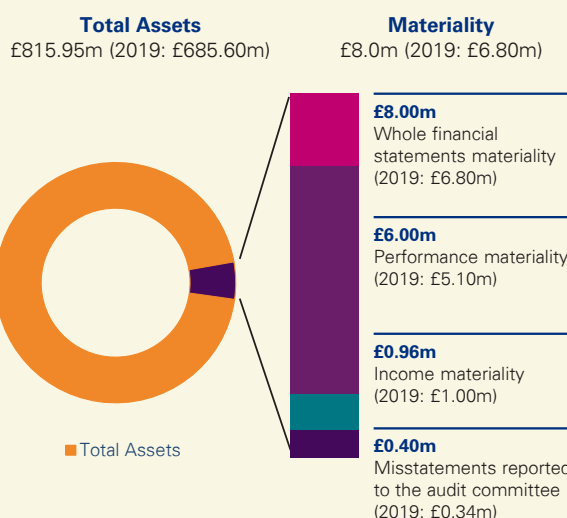 Total Assets
£815.95m (2019: £685.60m)
Total Assets
Materiality
£8.0m (2019: £6.80m)
£8.00m
Whole financial
statements materiality
(2019: £6.80m)
£6.00m
Performance materiality
(2019: £5.10m)
£0.96m
Income materiality
(2019: £1.00m)
£0.40m
Misstatements reported
to the audit committee
(2019: £0.34m)